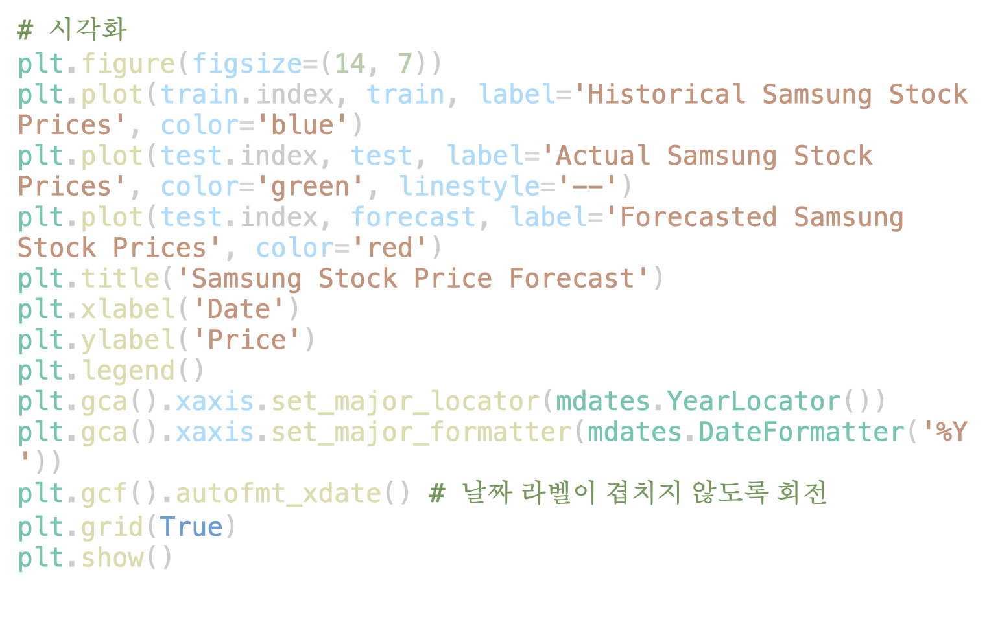 # 시각화
plt.figure(figsize=(14, 7))
plt.plot(train.index, train, label='Historical Samsung Stock
Prices', color='blue')
plt.plot(test.index, test, label='Actual Samsung Stock
Prices', color='green', linestyle='--')
plt.plot(test.index, forecast, label='Forecasted Samsung
Stock Prices', color='red')
plt.title('Samsung Stock Price Forecast')
plt.xlabel('Date')
plt.ylabel('Price')
plt.legend()
plt.gca().xaxis.set_major_locator(mdates.YearLocator())
plt.gca().xaxis.set_major_formatter(mdates.DateFormatter('%Y
'))
plt.gcf().autofmt_xdate() # 날짜 라벨이 겹치지 않도록 회전
plt.grid(True)
plt.show()